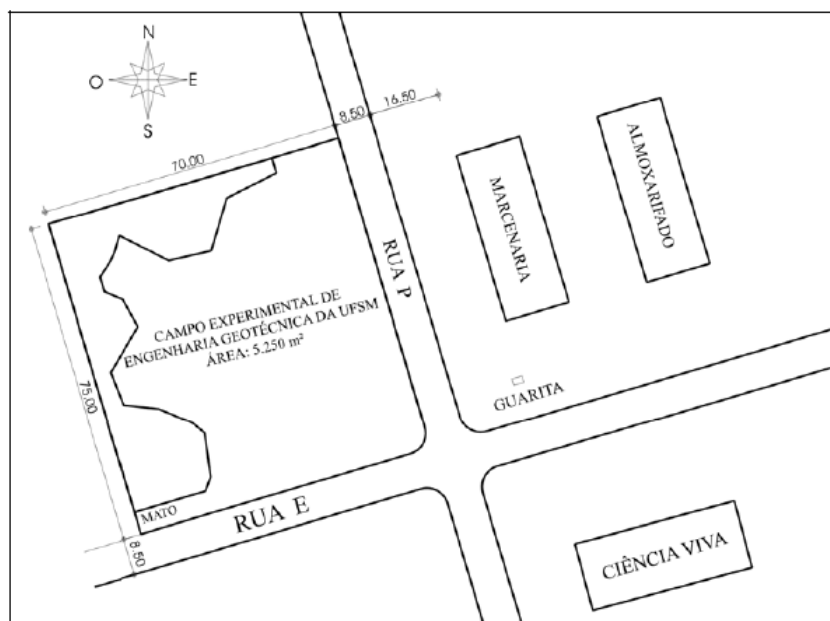 N
O
E
S
8.50
16.50
70.00
ALMOXARIFADO
MARCENARIA
RUA P
CAMPO EXPERIMENTAL DE
ENGENHARIA GEOTÉCNICA DA UFSM
ÁREA: 5.250 m²
75.00
GUARITA
MATO
RUA E
8.50
CIÊNCIA VIVA